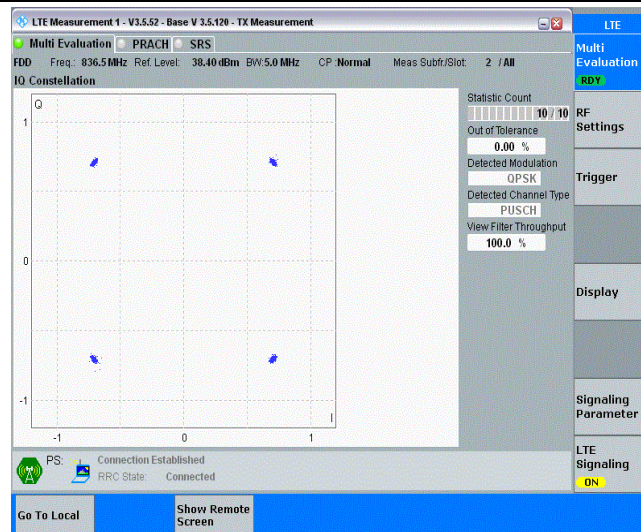 LTE Measurement 1 - V3.5.52 - Base V 3.5.120 - TX Measurement
LTE
Multi Evaluation PRACH SRS
FDD Freq.: 836.5 MHz Ref. Level: 38.40 dBm BW:5.0 MHz CP :Normal Meas Subfr./Slot: 2 / All
IQ Constellation
Q
1
0
-1
-1 0 1
I
Statistic Count
10 / 10
Out of Tolerance
0.00 %
Detected Modulation
QPSK
Detected Channel Type
PUSCH
View Filter Throughput
100.0 %
PS: Connection Established
RRC State: Connected
Multi
Evaluation
RDY
RF
Settings
Trigger
Display
Signaling
Parameter
LTE
Signaling
ON
Go To Local
Show Remote
Screen